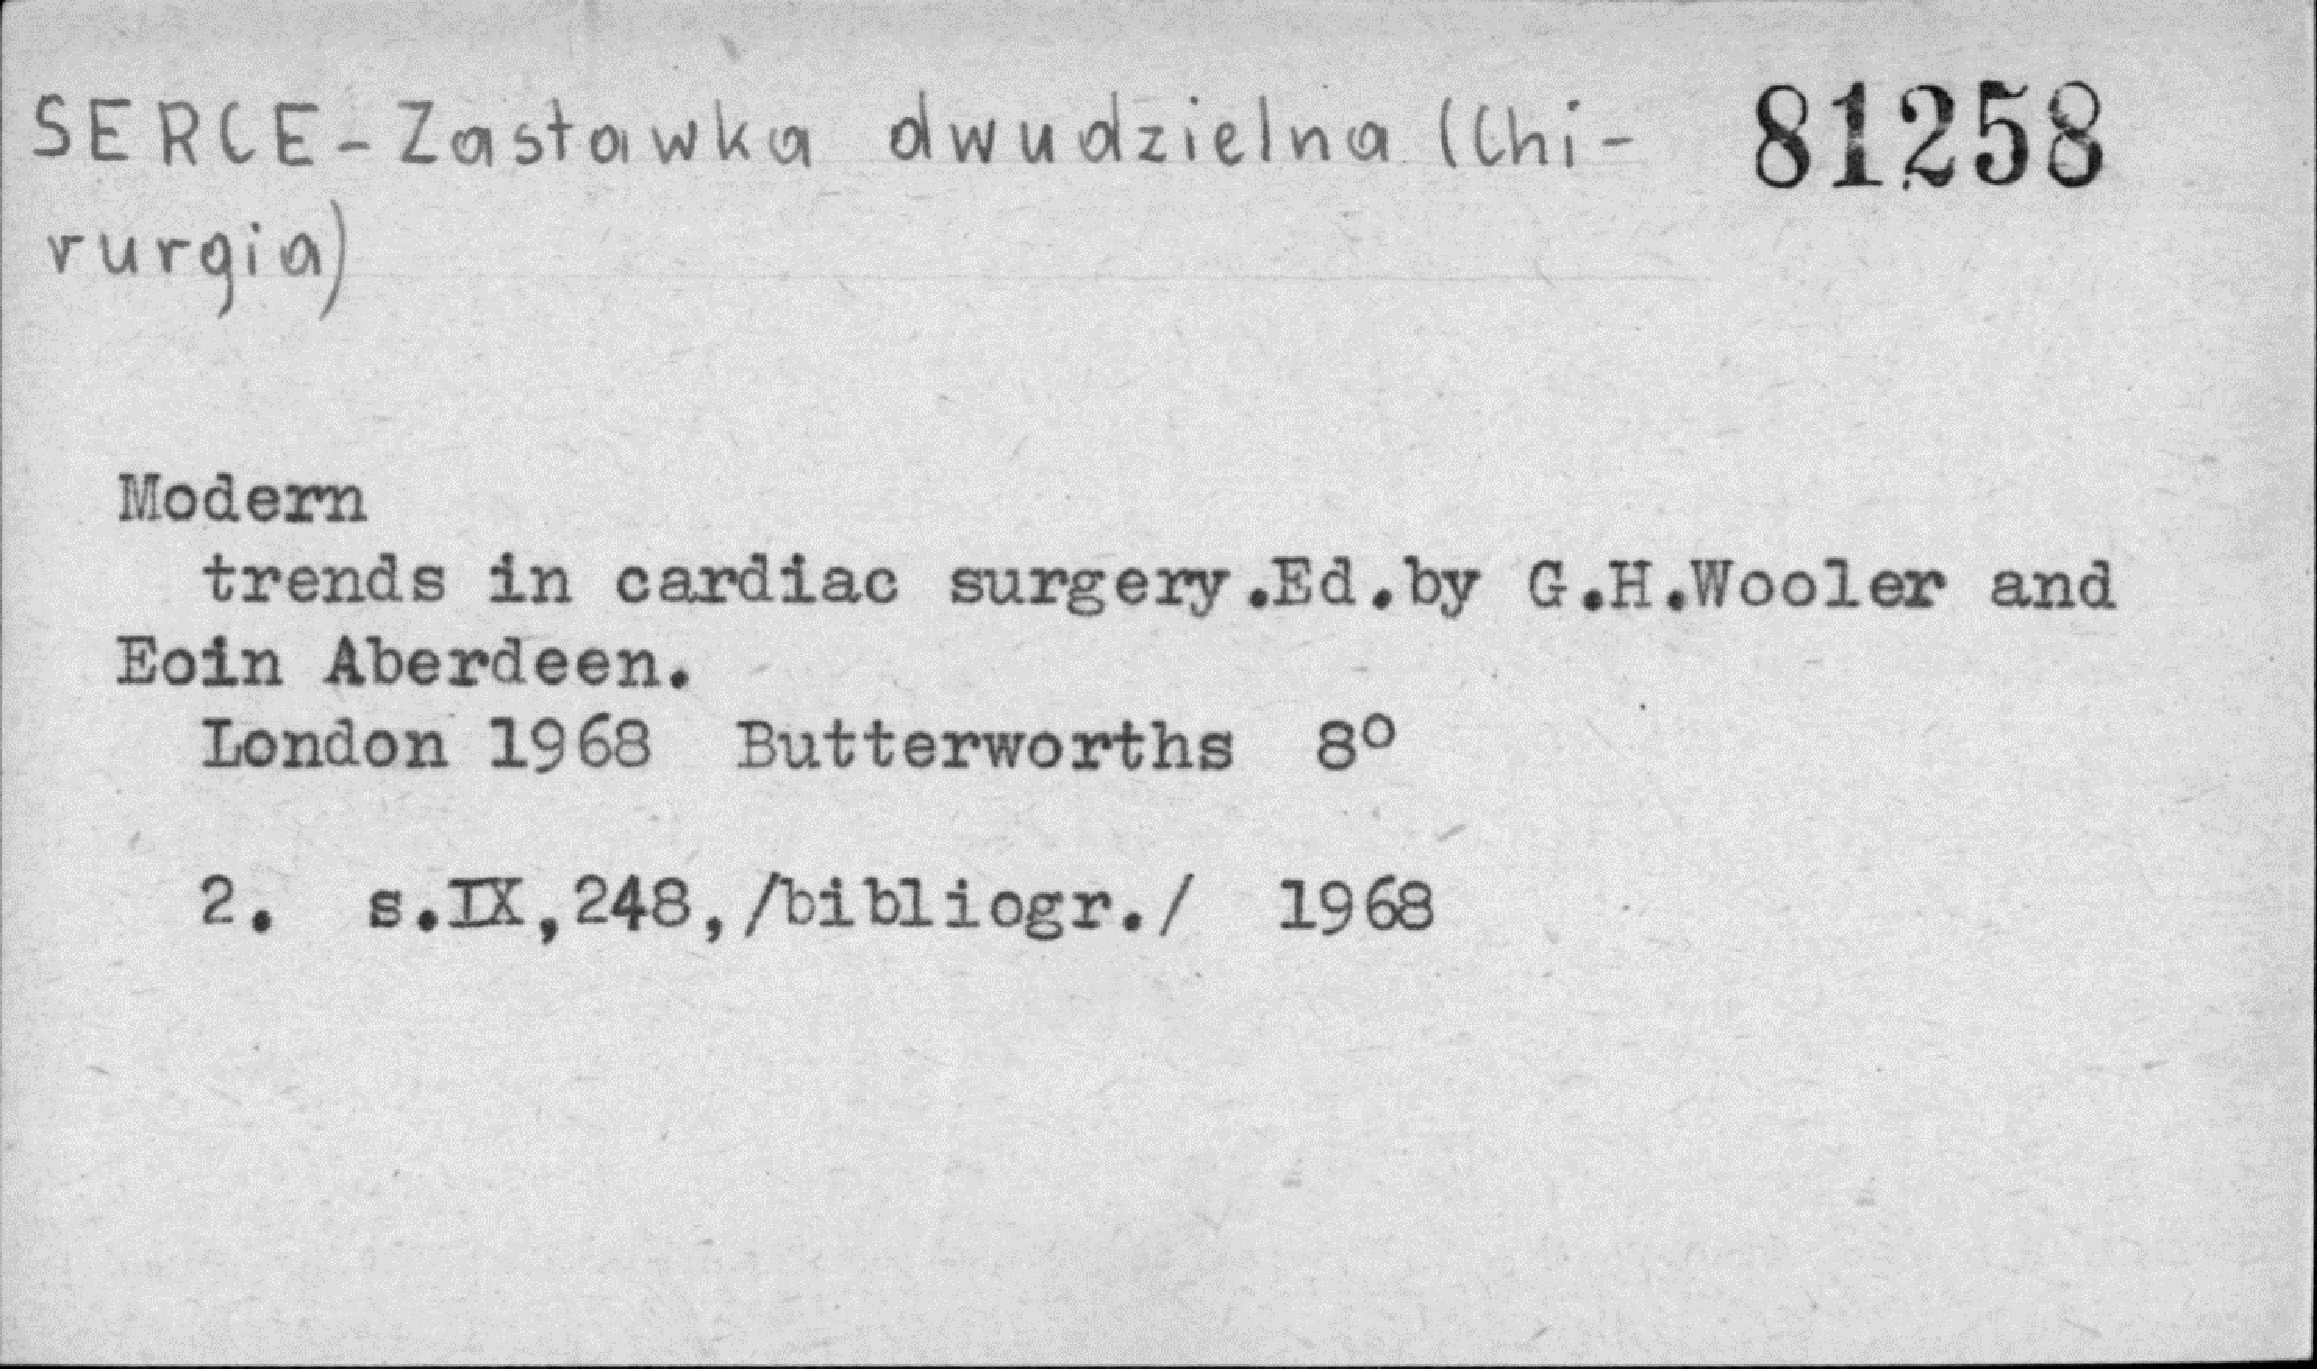 SERCE-Zastawka dwudzielna (Chi- 81258
rurgia)
Modern
trends in cardiac surgery.Ed.by G.H.Wooler and
Eoin Aberdeen.
London 1968 Butterworths 8º
2. s.IX,248,/bibliogr./ 1968